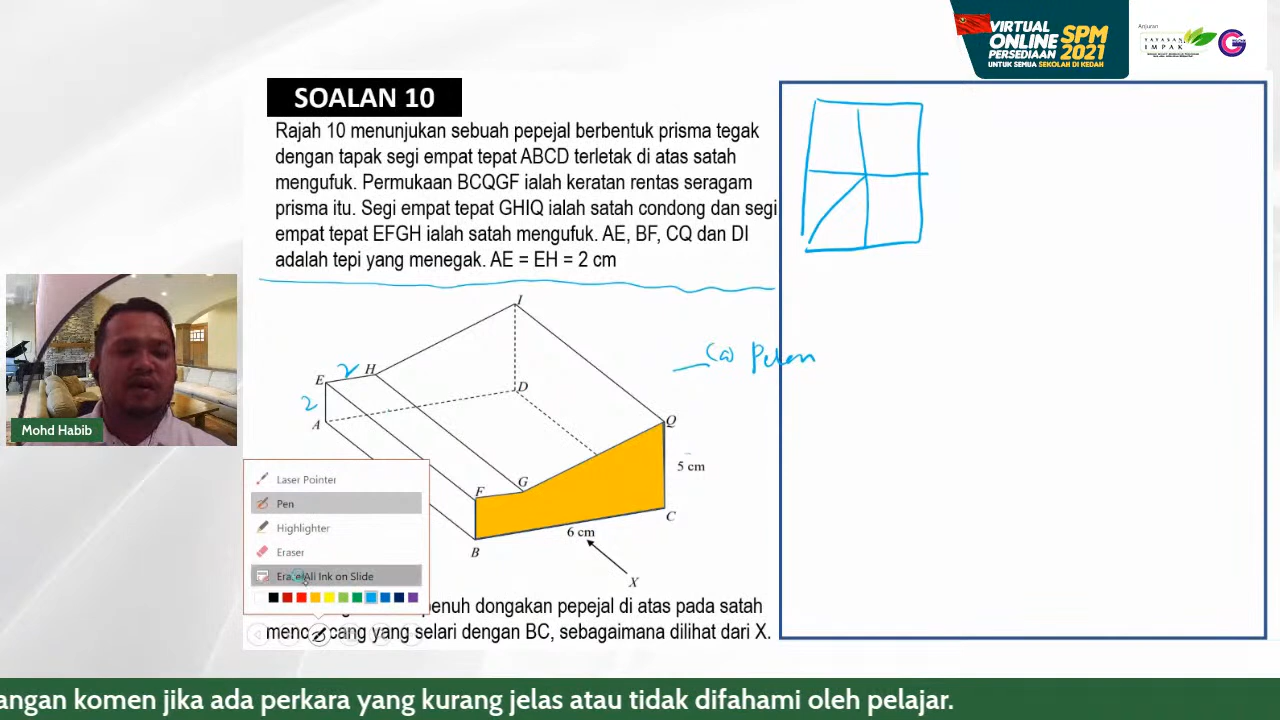 VIRTUAL
ONLINE
PERSEDIAAN
SPM
2021
UNTUK SEMUA SEKOLAH DI KEDAH
Anjuran
YAYASAN
IMPAK
SOALAN 10
Rajah 10 menunjukan sebuah pepejal berbentuk prisma tegak
dengan tapak segi empat tepat ABCD terletak di atas satah
mengufuk. Permukaan BCQGF ialah keratan rentas seragam
prisma itu. Segi empat tepat GHIQ ialah satah condong dan segi
empat tepat EFGH ialah satah mengufuk. AE, BF, CQ dan DI
adalah tepi yang menegak. AE = EH = 2 cm
I
(a) Pelan
E 2 H
D
2
A
Q
Mohd Habib
5 cm
G
F
C
6 cm
B
X
Laser Pointer
Pen
Highlighter
Eraser
Erase All Ink on Slide
penuh dongakan pepejal di atas pada satah
cang yang selari dengan BC, sebagaimana dilihat dari X.
angan komen jika ada perkara yang kurang jelas atau tidak difahami oleh pelajar.